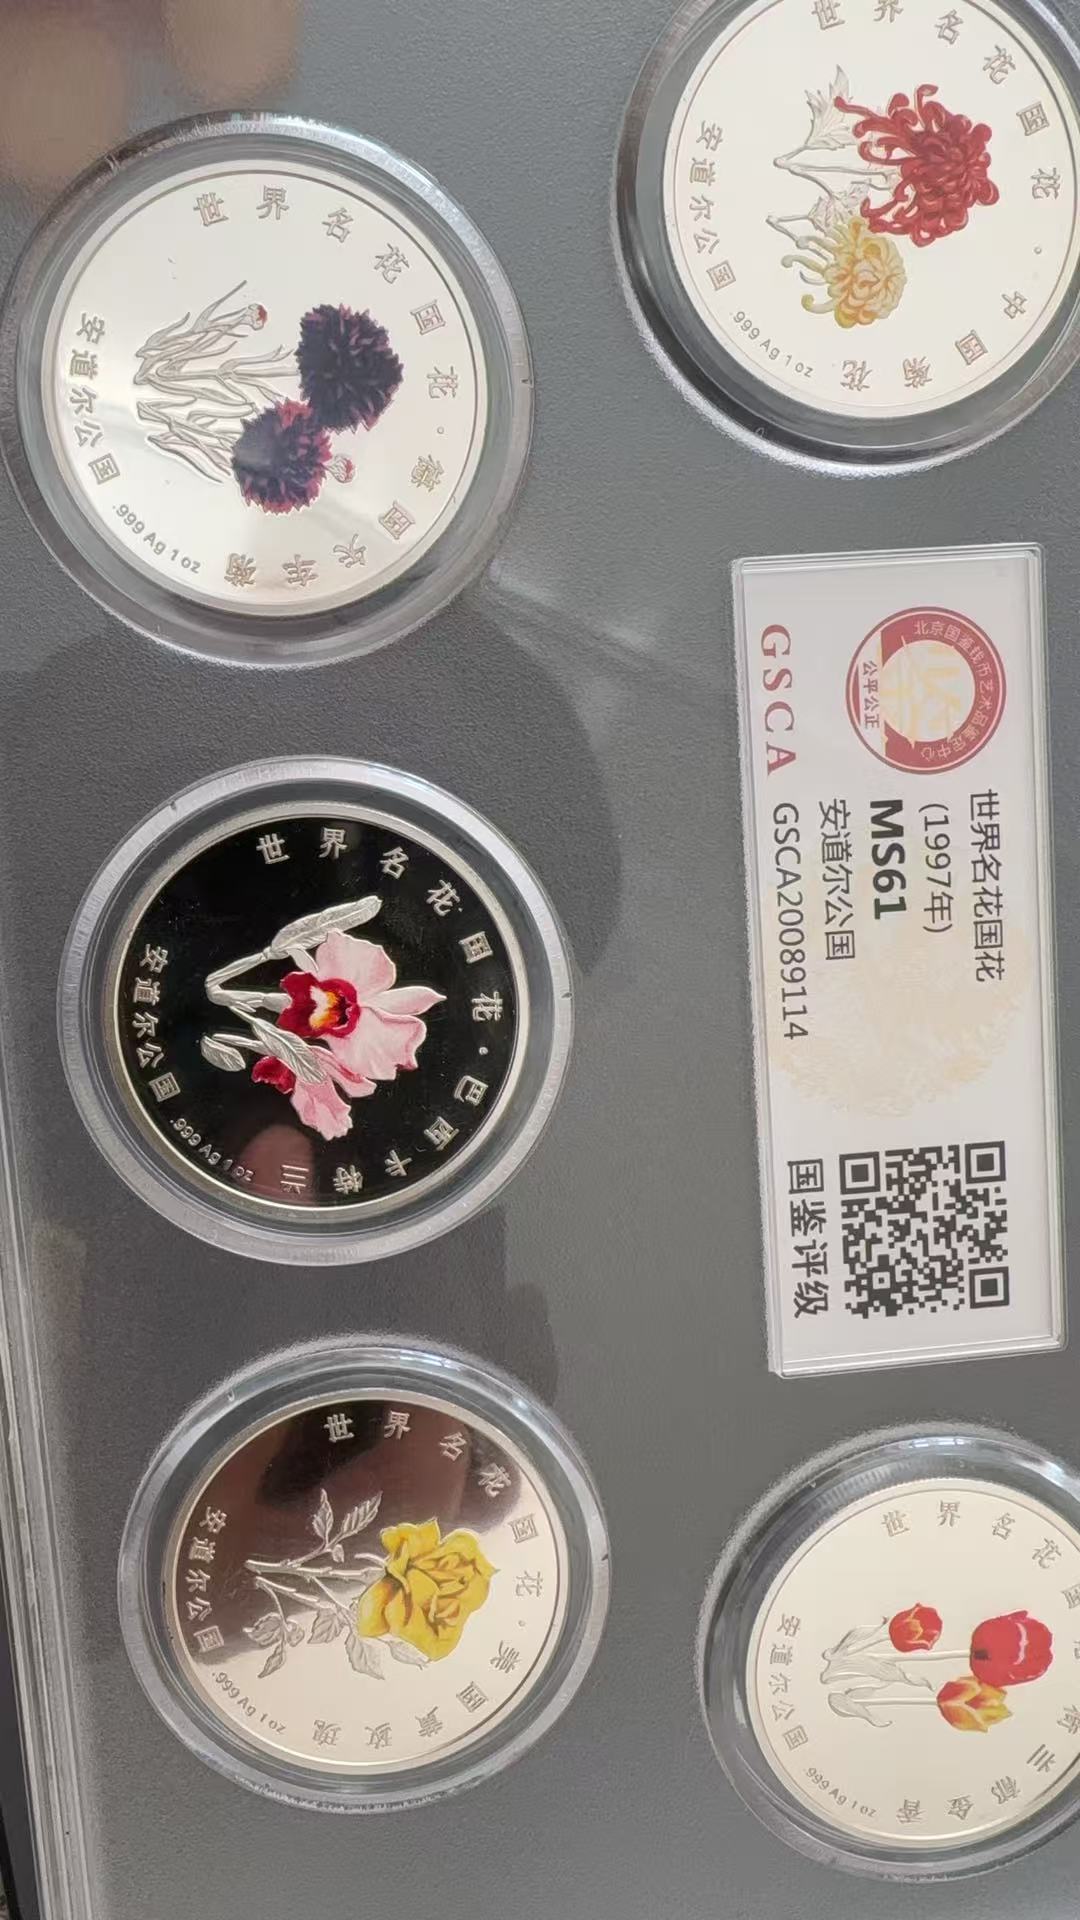 世界名花国花·德国矢车菊
安道尔公国
.999 Ag 1 oz
世界名花国花·中国菊花
安道尔公国
.999 Ag 1 oz
北京国鉴钱币艺术品鉴定中心
公平公正
GSCA
世界名花国花
(1997年)
MS61
安道尔公国
GSCA20089114
国鉴评级
世界名花国花·巴西卡特兰
安道尔公国
.999 Ag 1 oz
世界名花国花·美国黄玫瑰
安道尔公国
.999 Ag 1 oz
世界名花国
荷兰郁金香
安道尔公国
.999 Ag 1 oz